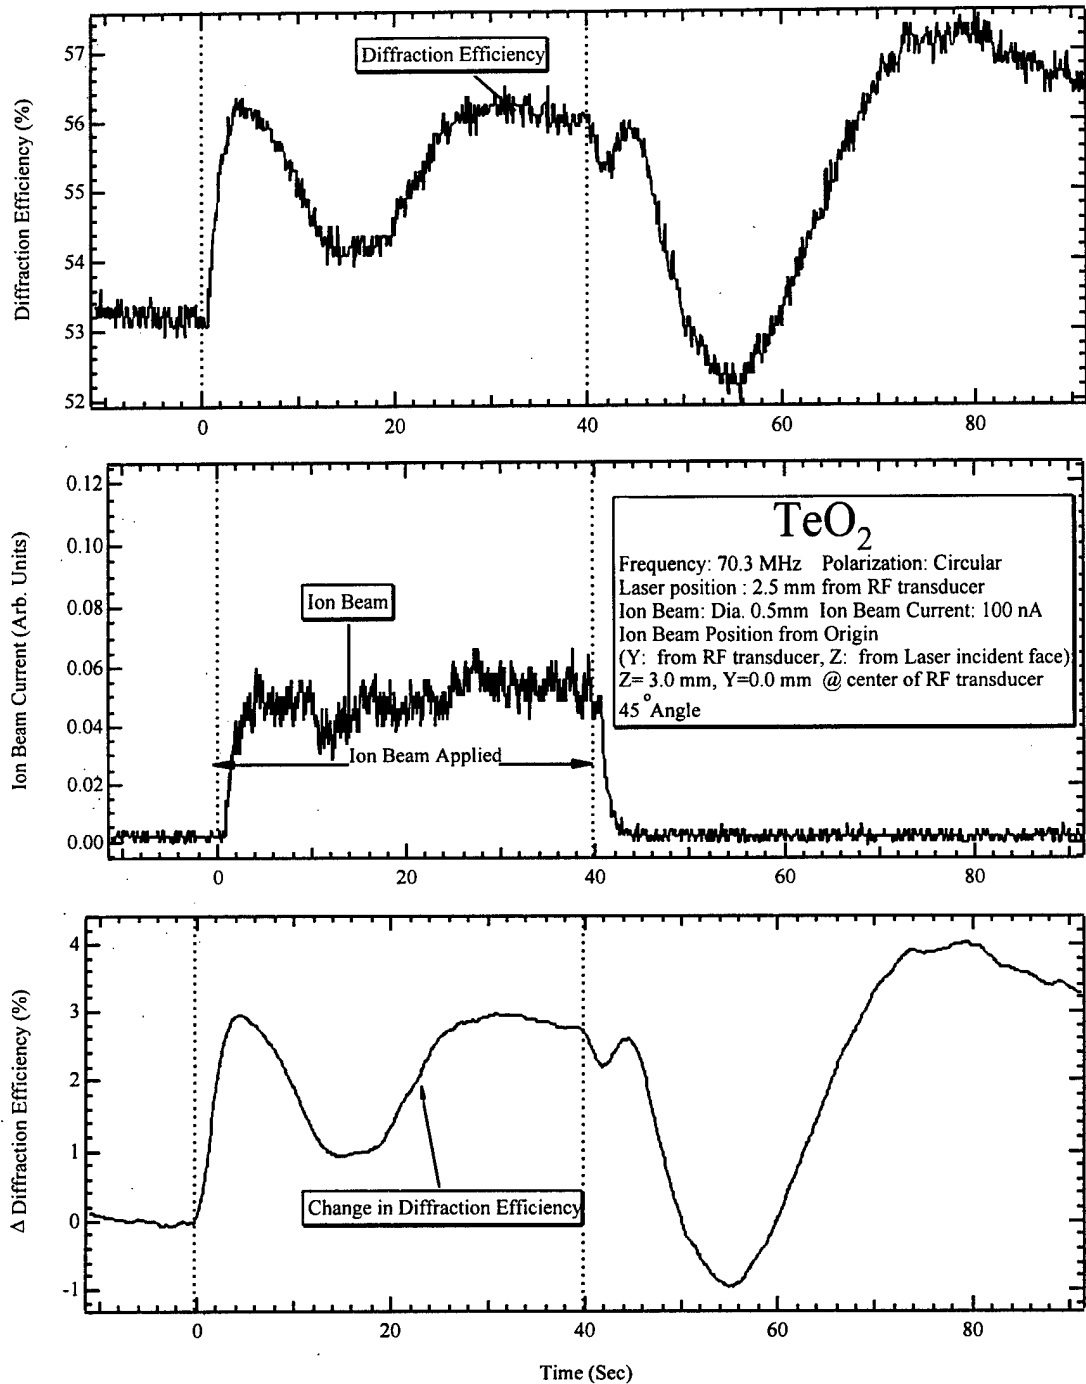 Diffraction Efficiency (%)
57
56
55
54
53
52
Diffraction Efficiency
0
20
40
60
80
Ion Beam Current (Arb. Units)
0.12
0.10
0.08
0.06
0.04
0.02
0.00
Ion Beam
Ion Beam Applied
TeO₂
Frequency: 70.3 MHz Polarization: Circular
Laser position : 2.5 mm from RF transducer
Ion Beam: Dia. 0.5mm Ion Beam Current: 100 nA
Ion Beam Position from Origin
(Y: from RF transducer, Z: from Laser incident face)
Z= 3.0 mm, Y=0.0 mm @ center of RF transducer
45° Angle
0
20
40
60
80
Δ Diffraction Efficiency (%)
4
3
2
1
0
-1
Change in Diffraction Efficiency
0
20
40
60
80
Time (Sec)